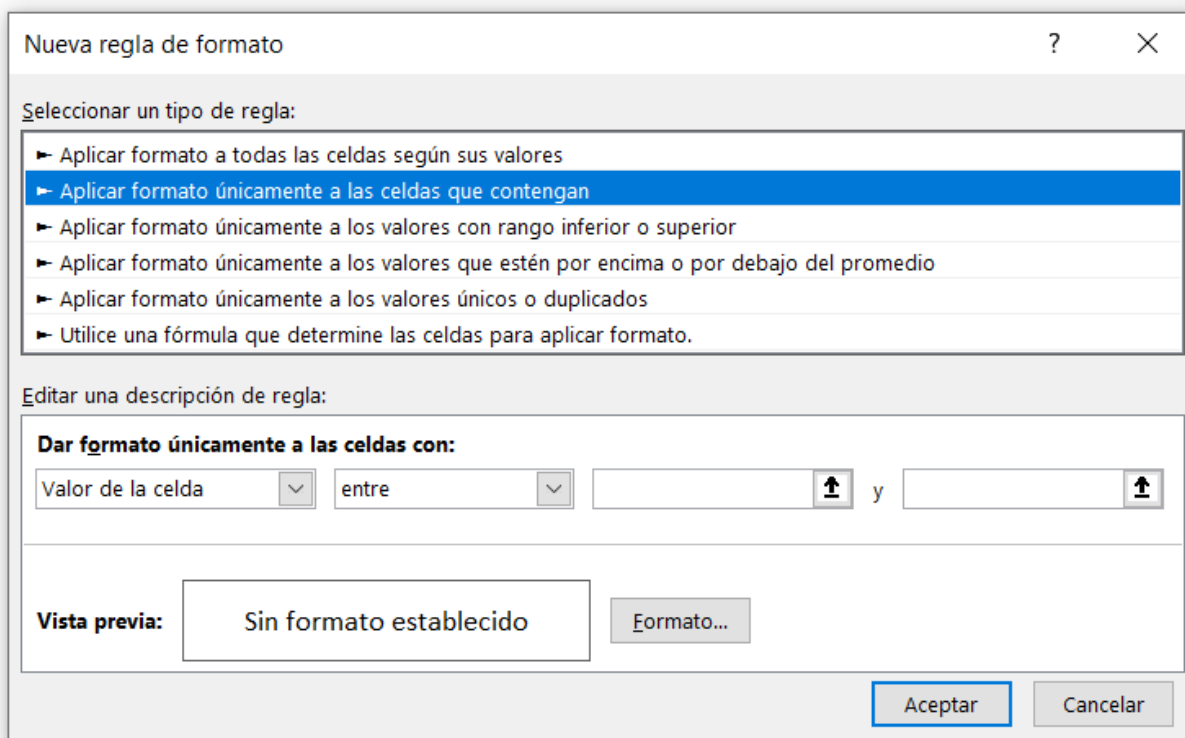 Nueva regla de formato ?
Seleccionar un tipo de regla:
► Aplicar formato a todas las celdas según sus valores
► Aplicar formato únicamente a las celdas que contengan
► Aplicar formato únicamente a los valores con rango inferior o superior
► Aplicar formato únicamente a los valores que estén por encima o por debajo del promedio
► Aplicar formato únicamente a los valores únicos o duplicados
► Utilice una fórmula que determine las celdas para aplicar formato.
Editar una descripción de regla:
Dar formato únicamente a las celdas con:
Valor de la celda entre y
Vista previa: Sin formato establecido Formato...
Aceptar Cancelar